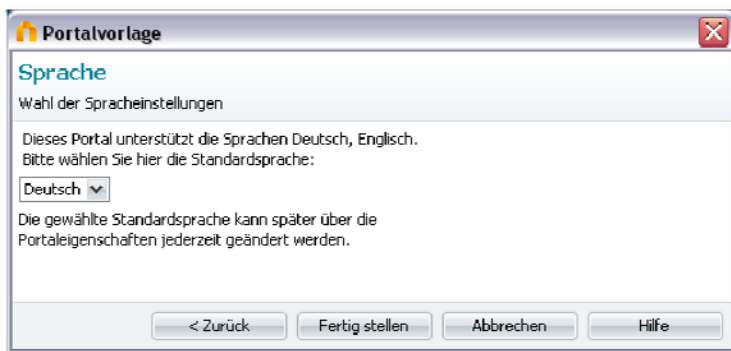 Portalvorlage
Sprache
Wahl der Spracheinstellungen
Dieses Portal unterstützt die Sprachen Deutsch, Englisch.
Bitte wählen Sie hier die Standardsprache:
Deutsch
Die gewählte Standardsprache kann später über die
Portaleigenschaften jederzeit geändert werden.
< Zurück Fertig stellen Abbrechen Hilfe